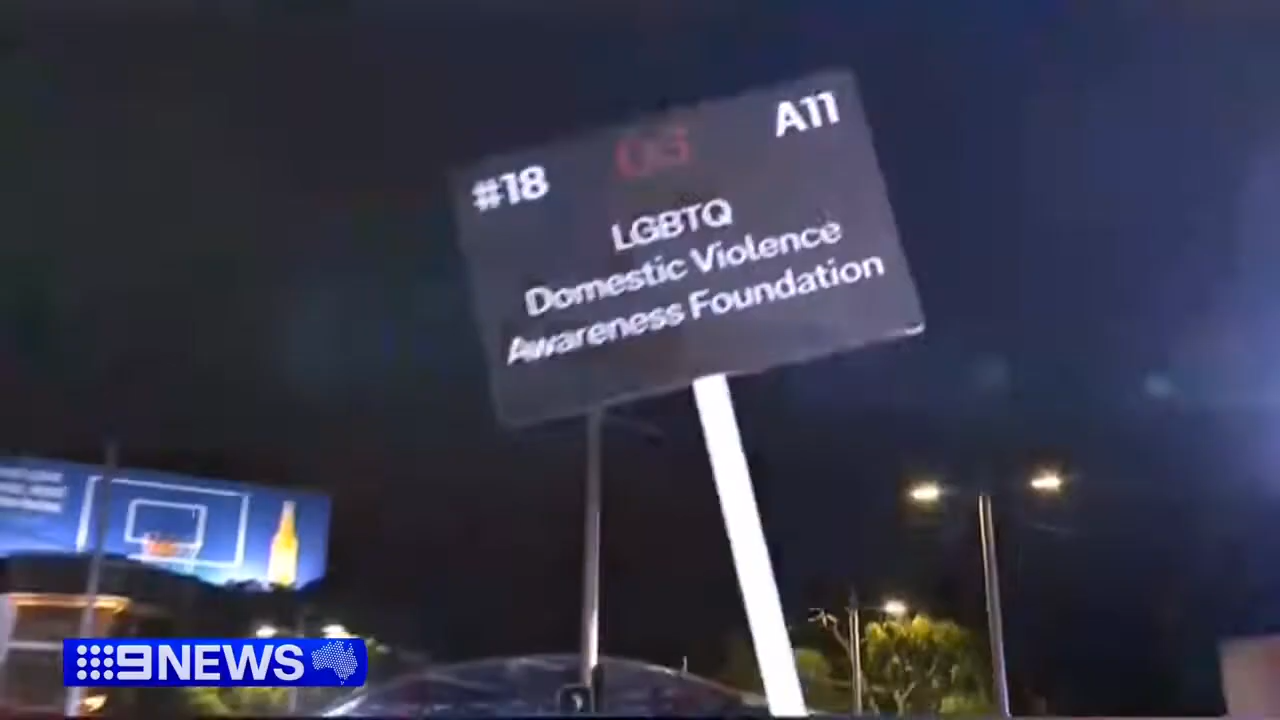 #18 A11
LGBTQ
Domestic Violence
Awareness Foundation
9NEWS